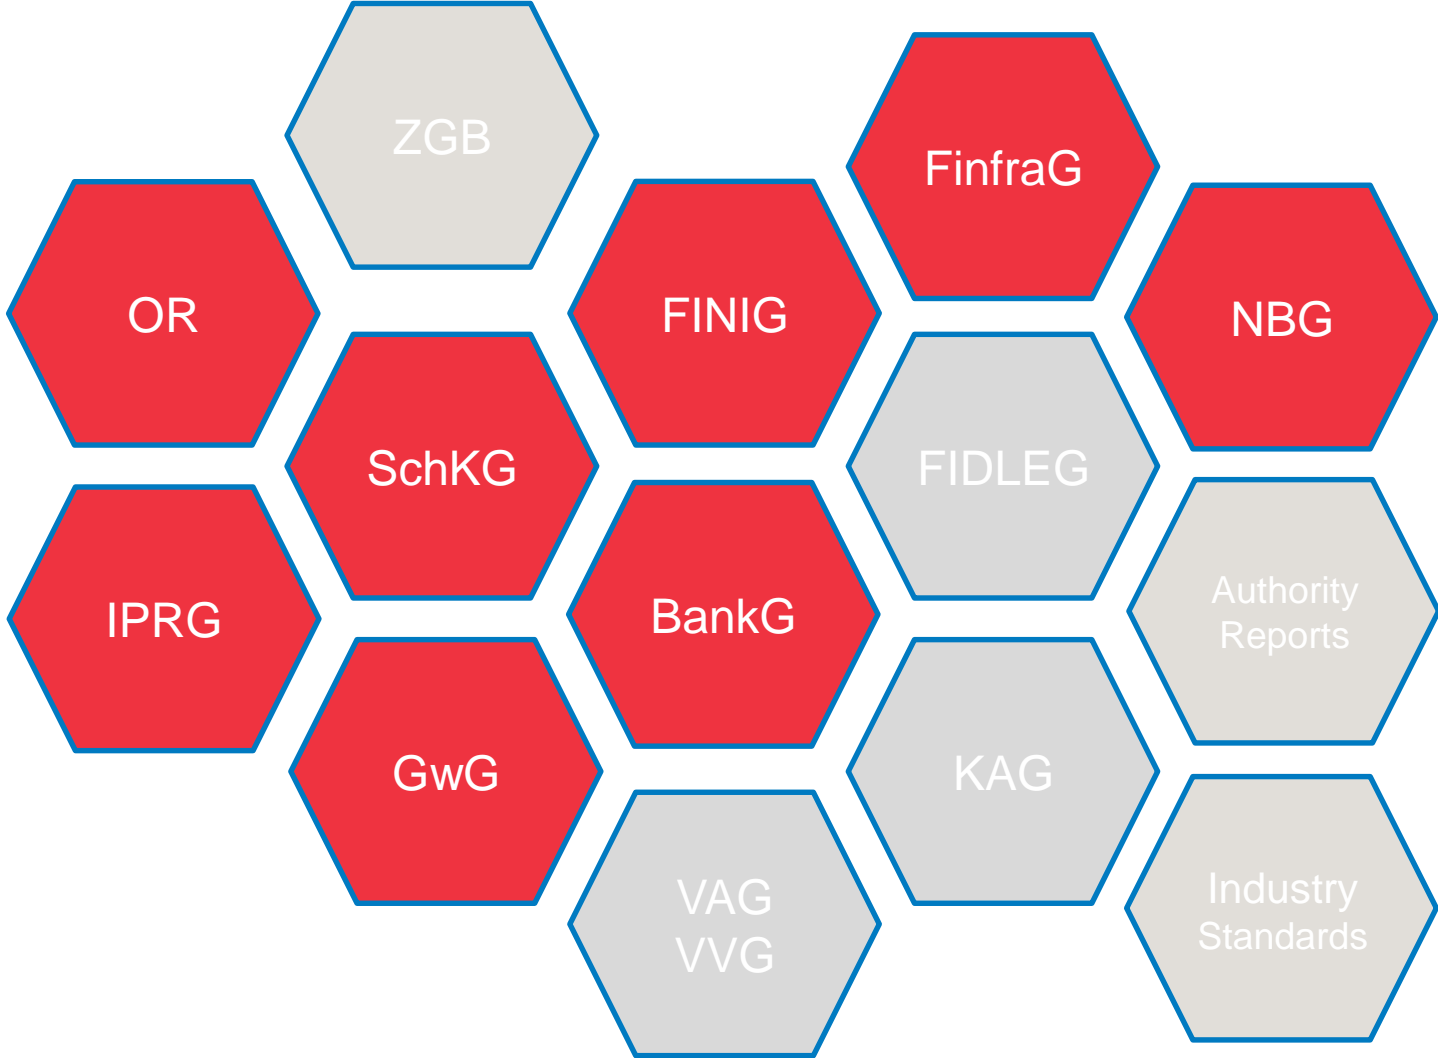 ZGB
FinfraG
OR
FINIG
NBG
SchKG
FIDLEG
IPRG
BankG
Authority
Reports
GwG
KAG
VAG
VVG
Industry
Standards